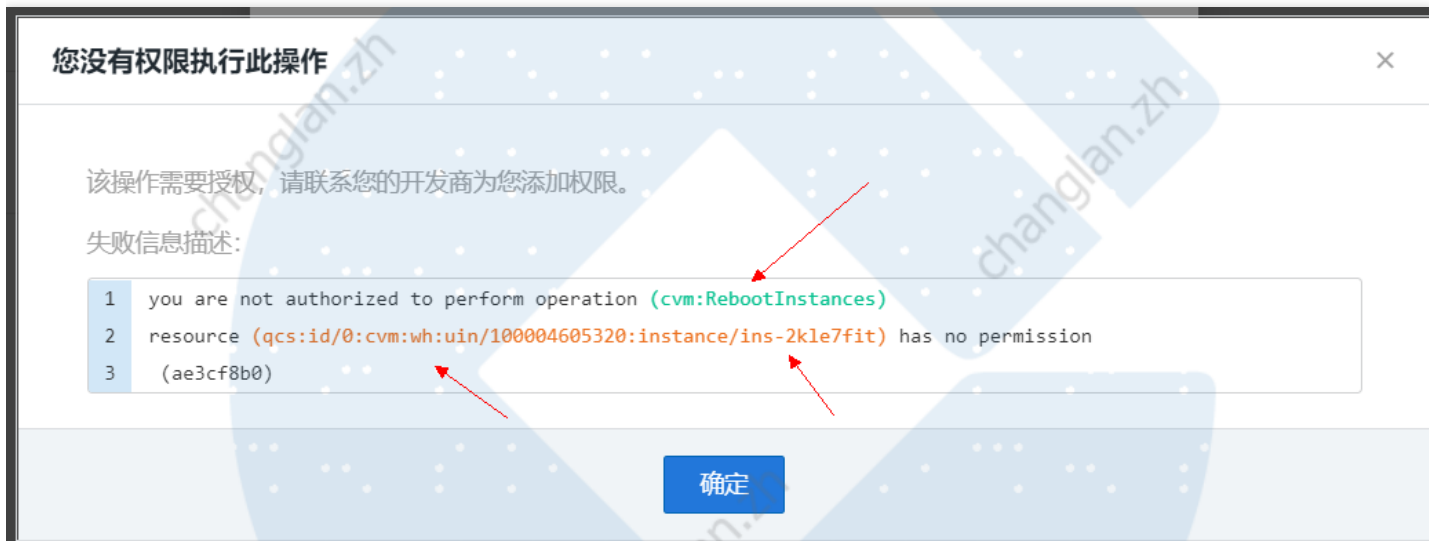 您没有权限执行此操作
×
该操作需要授权，请联系您的开发商为您添加权限。
失败信息描述：
1 you are not authorized to perform operation (cvm:RebootInstances)
2 resource (qcs:id/0:cvm:wh:uin/100004605320:instance/ins-2kle7fit) has no permission
3 (ae3cf8b0)
确定
changlan.zh
changlan.zh